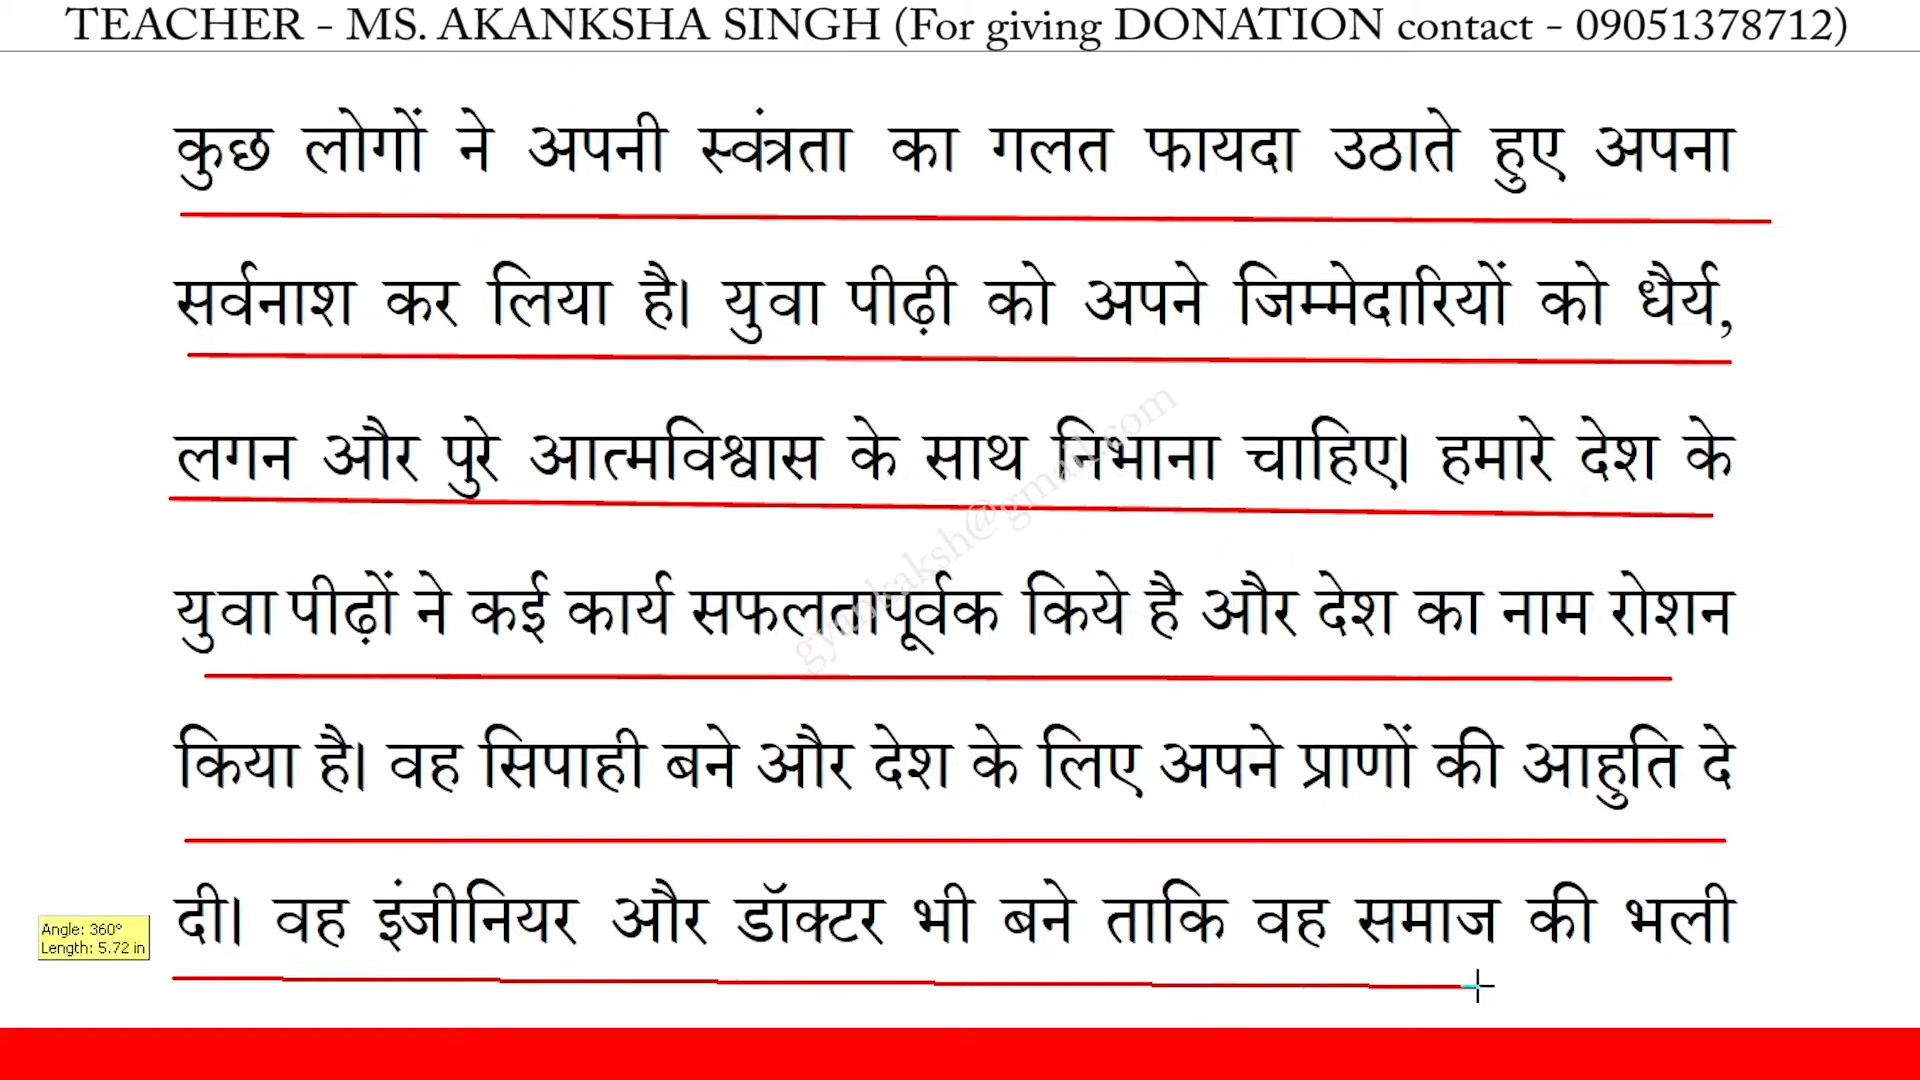 TEACHER - MS. AKANKSHA SINGH (For giving DONATION contact - 09051378712)
कुछ लोगों ने अपनी स्वंत्रता का गलत फायदा उठाते हुए अपना
सर्वनाश कर लिया है। युवा पीढ़ी को अपने जिम्मेदारियों को धैर्य,
लगन और पुरे आत्मविश्वास के साथ निभाना चाहिए। हमारे देश के
युवा पीढ़ों ने कई कार्य सफलतापूर्वक किये है और देश का नाम रोशन
किया है। वह सिपाही बने और देश के लिए अपने प्राणों की आहुति दे
दी। वह इंजीनियर और डॉक्टर भी बने ताकि वह समाज की भली
Angle: 360°
Length: 5.72 in